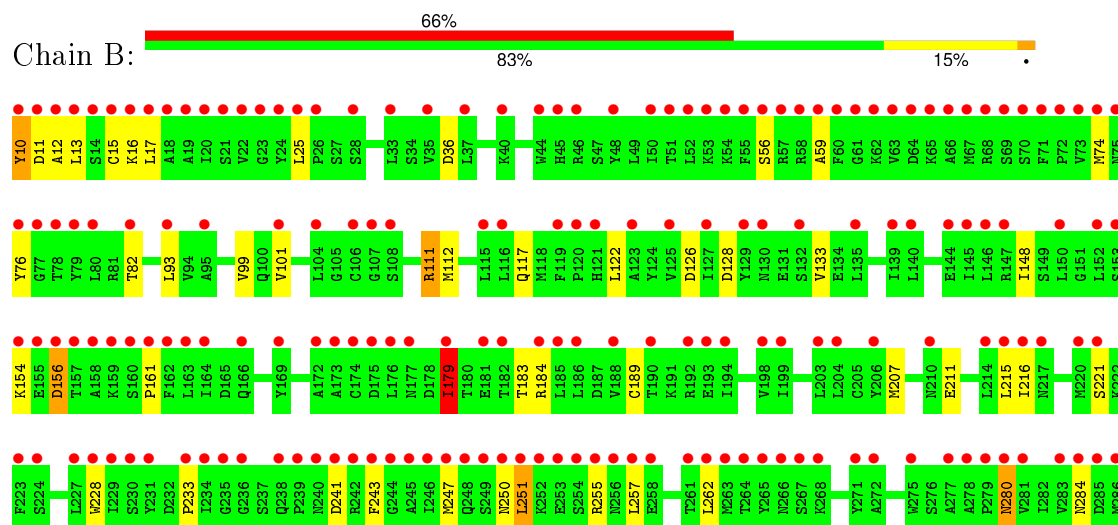 66%
Chain B:
83% 15% •
Y10 D11 A12 L13 S14 C15 K16 L17 A18 A19 I20 S21 V22 G23 Y24 L25 P26 S27 S28 L33 S34 V35 D36 L37 K40 W44 H45 R46 S47 Y48 L49 I50 T51 L52 K53 K54 F55 S56 R57 R58 A59 F60 G61 K62 V63 D64 K65 A66 M67 R68 S69 S70 F71 P72 V73 M74 N75
Y76 G77 T78 Y79 L80 R81 T82 L93 V94 A95 V99 Q100 V101 L104 G105 C106 G107 S108 R111 M112 L115 L116 Q117 M118 F119 P120 H121 L122 A123 Y124 V125 D126 I127 D128 Y129 N130 E131 S132 V133 E134 L135 I139 L140 E144 I145 L146 R147 I148 S149 L150 G151 L152 S153
K154 E155 D156 T157 A158 K159 S160 P161 F162 L163 I164 D165 Q166 Y169 A172 A173 C174 D175 L176 N177 D178 I179 T180 E181 T182 T183 R184 L185 L186 D187 V188 C189 T190 K191 R192 E193 I194 V198 I199 L203 L204 C205 Y206 M207 N210 E211 L214 L215 I216 N217 M220 S221 K222
F223 S224 L227 W228 I229 S230 Y231 D232 P233 I234 G235 G236 S237 Q238 P239 N240 D241 R242 F243 G244 A245 I246 M247 Q248 S249 N250 L251 K252 E253 S254 R255 N256 L257 E258 T261 L262 M263 T264 Y265 N266 S267 K268 Y271 A272 W275 S276 A277 A278 P279 N280 V281 I282 V283 N284 D285